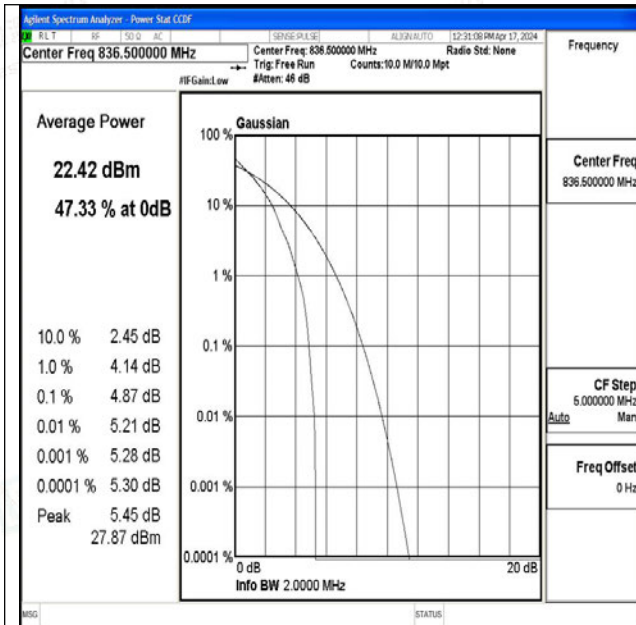 Agilent Spectrum Analyzer - Power Stat CCDF
RLT RF 50 Ω AC SENSE:PULSE ALIGNAUTO 12:31:08 PM Apr 17, 2024
Center Freq 836.500000 MHz
Center Freq: 836.500000 MHz Radio Std: None
Trig: Free Run Counts:10.0 M/10.0 Mpt
#IFGain:Low #Atten: 46 dB
Frequency
Average Power
22.42 dBm
47.33 % at 0dB
10.0 % 2.45 dB
1.0 % 4.14 dB
0.1 % 4.87 dB
0.01 % 5.21 dB
0.001 % 5.28 dB
0.0001 % 5.30 dB
Peak 5.45 dB
27.87 dBm
Gaussian
100 %
10 %
1 %
0.1 %
0.01 %
0.001 %
0.0001 %
0 dB 20 dB
Info BW 2.0000 MHz
Center Freq
836.500000 MHz
CF Step
5.000000 MHz
Auto Man
Freq Offset
0 Hz
MSG STATUS